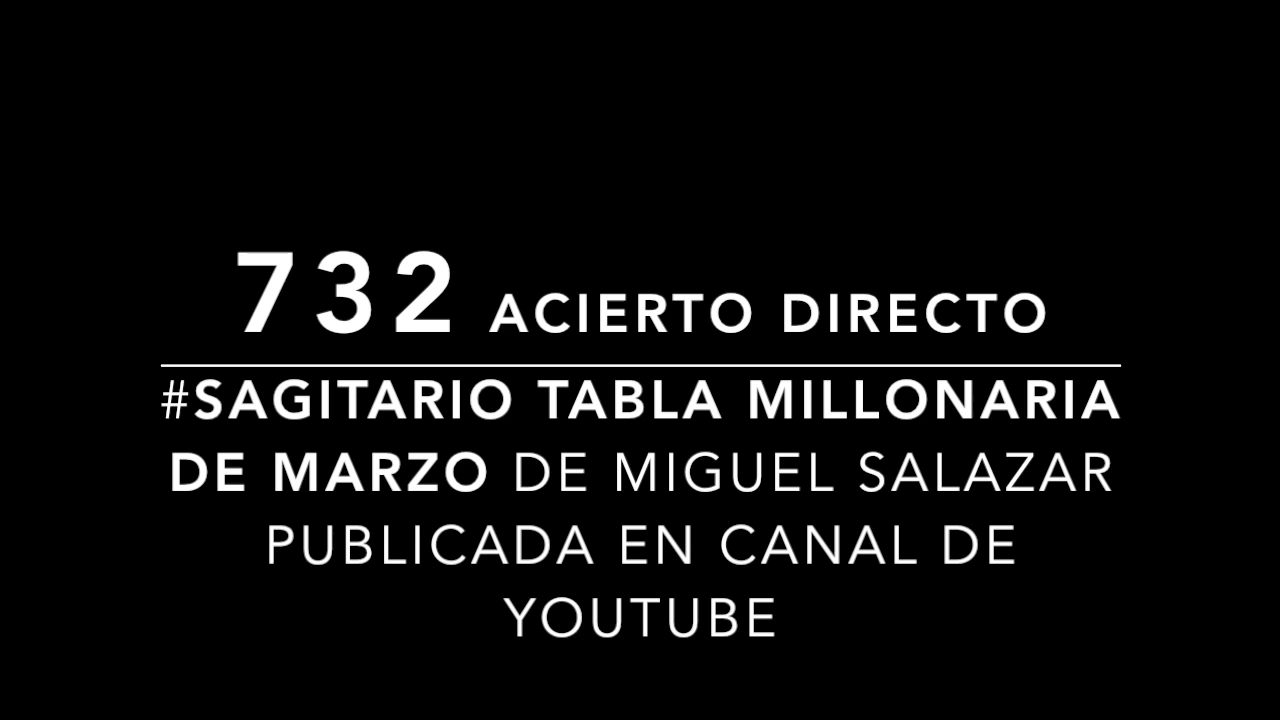 732 ACIERTO DIRECTO
#SAGITARIO TABLA MILLONARIA
DE MARZO DE MIGUEL SALAZAR
PUBLICADA EN CANAL DE
YOUTUBE